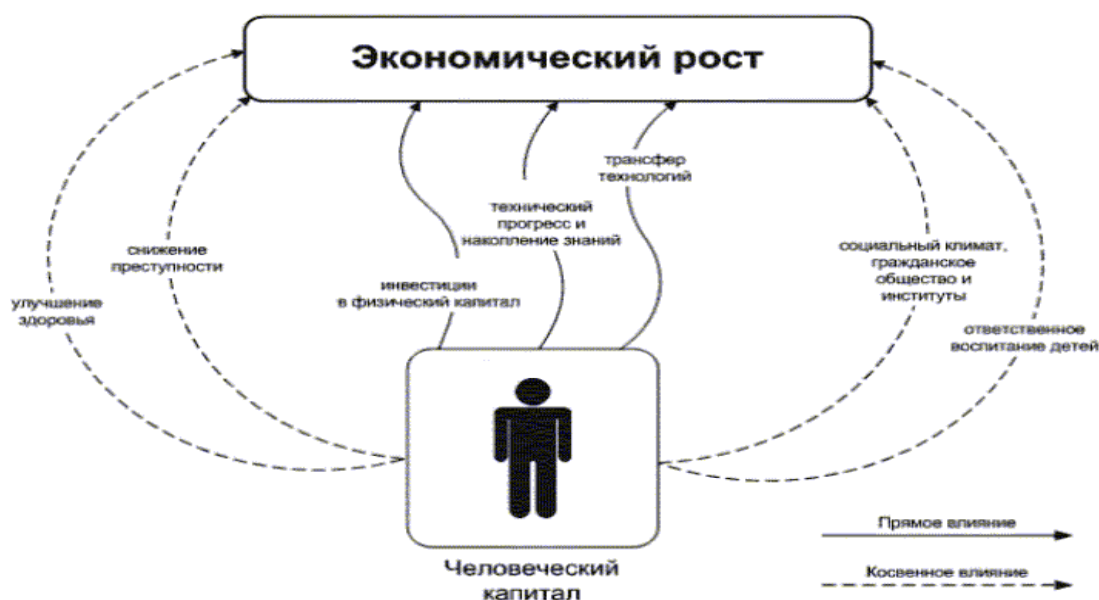 Экономический рост
трансфер
технологий
технический
прогресс и
накопление знаний
снижение
преступности
социальный климат,
гражданское
общество и
институты
инвестиции
в физический капитал
улучшение
здоровья
ответственное
воспитание детей
Прямое влияние
Человеческий
капитал
Косвенное влияние